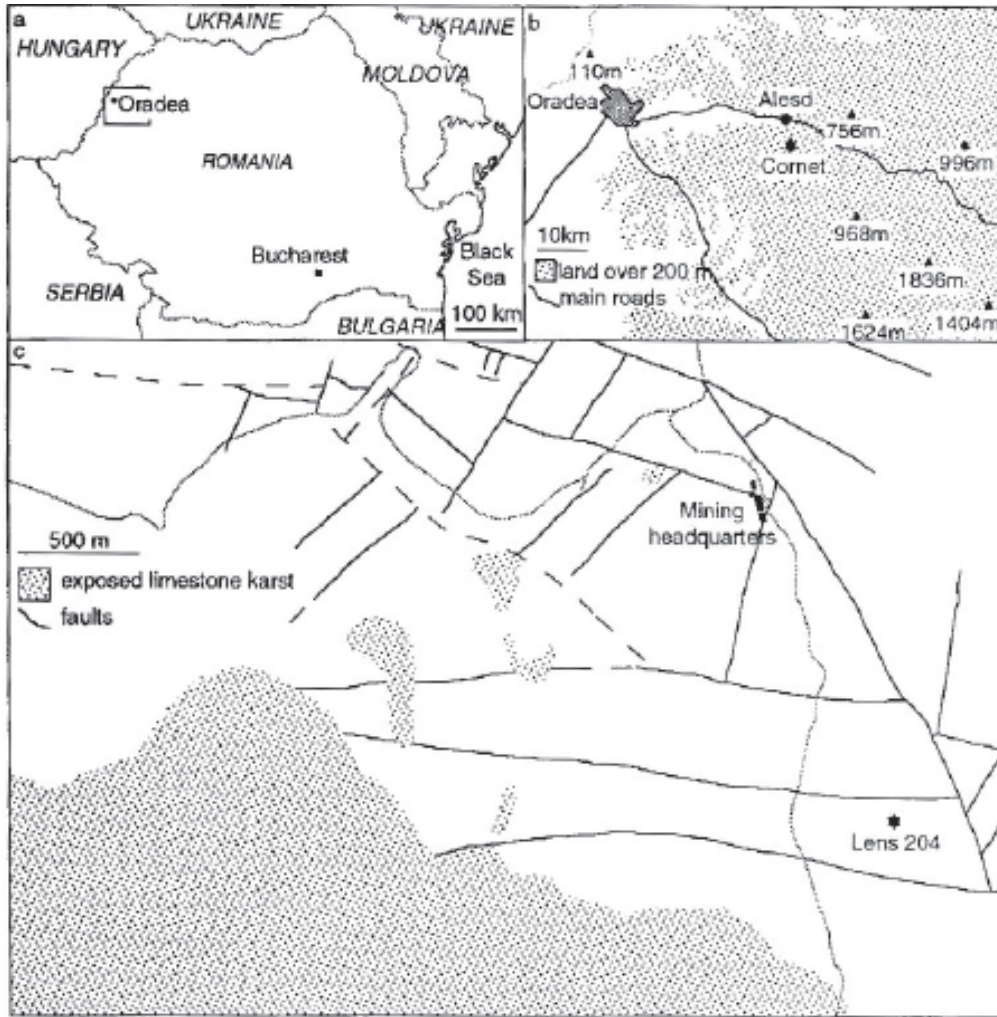 a
UKRAINE
UKRAINE
HUNGARY
MOLDOVA
Oradea
ROMANIA
Bucharest
Black
Sea
SERBIA
BULGARIA
100 km
b
110m
Oradea
Alesd
756m
Cornet
996m
968m
10km
1836m
land over 200 m
main roads
1404m
1624m
c
Mining
headquarters
500 m
exposed limestone karst
faults
Lens 204